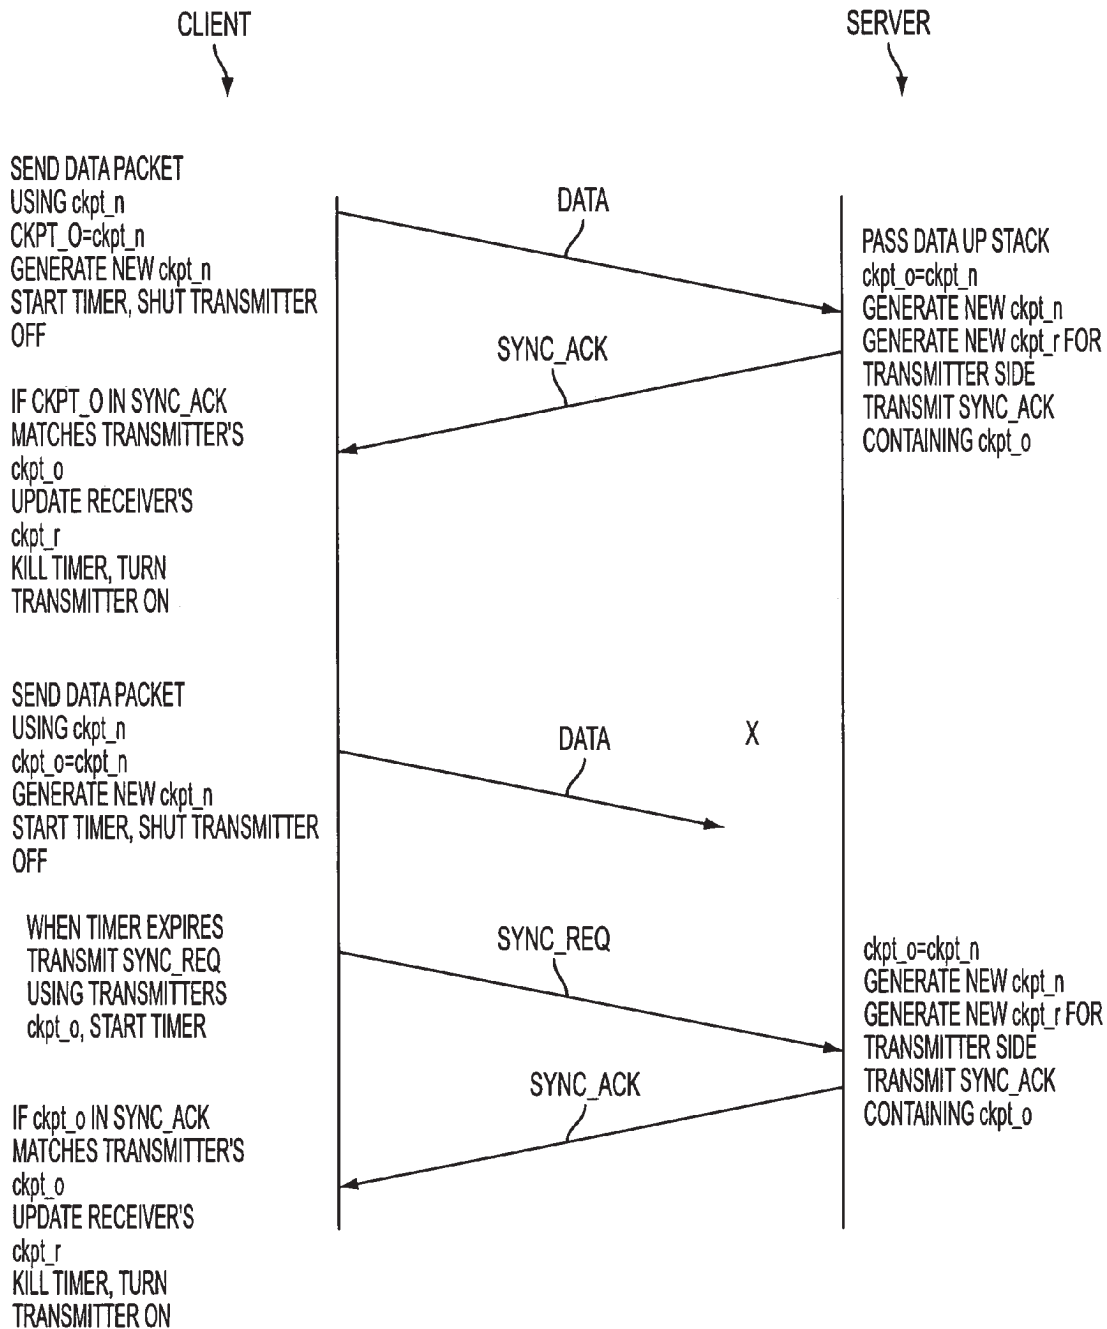 CLIENT
SERVER
SEND DATA PACKET
USING ckpt_n
CKPT_O=ckpt_n
GENERATE NEW ckpt_n
START TIMER, SHUT TRANSMITTER
OFF
DATA
PASS DATA UP STACK
ckpt_o=ckpt_n
GENERATE NEW ckpt_n
GENERATE NEW ckpt_r FOR
TRANSMITTER SIDE
TRANSMIT SYNC_ACK
CONTAINING ckpt_o
SYNC_ACK
IF CKPT_O IN SYNC_ACK
MATCHES TRANSMITTER'S
ckpt_o
UPDATE RECEIVER'S
ckpt_r
KILL TIMER, TURN
TRANSMITTER ON
SEND DATA PACKET
USING ckpt_n
ckpt_o=ckpt_n
GENERATE NEW ckpt_n
START TIMER, SHUT TRANSMITTER
OFF
DATA
X
WHEN TIMER EXPIRES
TRANSMIT SYNC_REQ
USING TRANSMITTERS
ckpt_o, START TIMER
SYNC_REQ
ckpt_o=ckpt_n
GENERATE NEW ckpt_n
GENERATE NEW ckpt_r FOR
TRANSMITTER SIDE
TRANSMIT SYNC_ACK
CONTAINING ckpt_o
SYNC_ACK
IF ckpt_o IN SYNC_ACK
MATCHES TRANSMITTER'S
ckpt_o
UPDATE RECEIVER'S
ckpt_r
KILL TIMER, TURN
TRANSMITTER ON